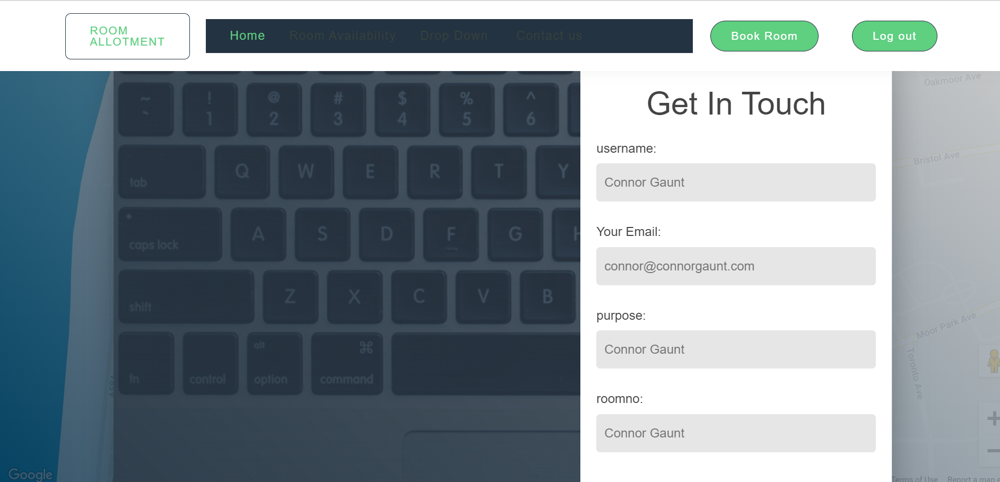 ROOM
ALLOTMENT
Home Room Availability Drop Down Contact us
Book Room
Log out
Get In Touch
username:
Connor Gaunt
Your Email:
connor@connorgaunt.com
purpose:
Connor Gaunt
roomno:
Connor Gaunt
~ ! @ # $ % ^
` 1 2 3 4 5 6
tab Q W E R T Y
caps lock A S D F G
shift Z X C V B
alt ⌘
fn control option command
A584
Oakmoor Ave
Bristol Ave
Moor Park Ave
Toronto Ave
+
−
Google
Terms of Use Report a map